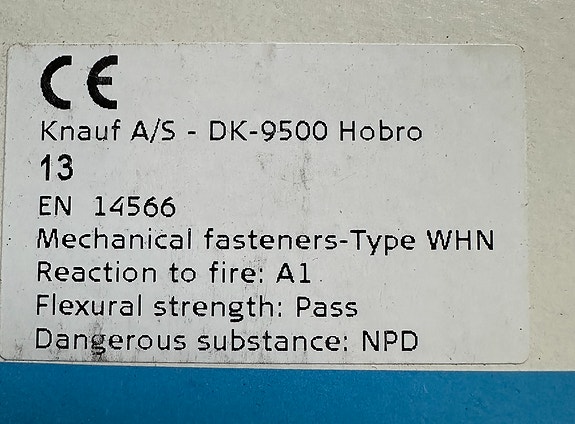 CE
Knauf A/S - DK-9500 Hobro
13
EN 14566
Mechanical fasteners-Type WHN
Reaction to fire: A1
Flexural strength: Pass
Dangerous substance: NPD